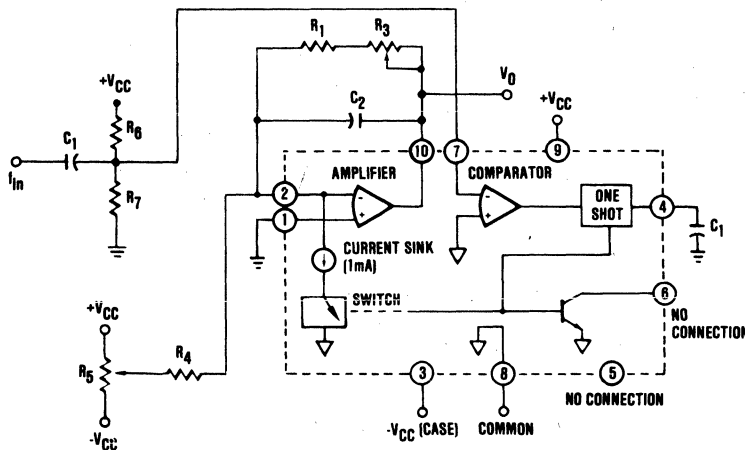 R1
R3
+VCC
R6
C1
fIn
R7
C2
VO
+VCC
10
7
9
AMPLIFIER
COMPARATOR
2
-
+
1
-
+
ONE
SHOT
4
C1
CURRENT SINK
(1mA)
SWITCH
6
NO
CONNECTION
+VCC
R5
R4
-VCC
3
8
5
NO CONNECTION
-VCC (CASE)
COMMON